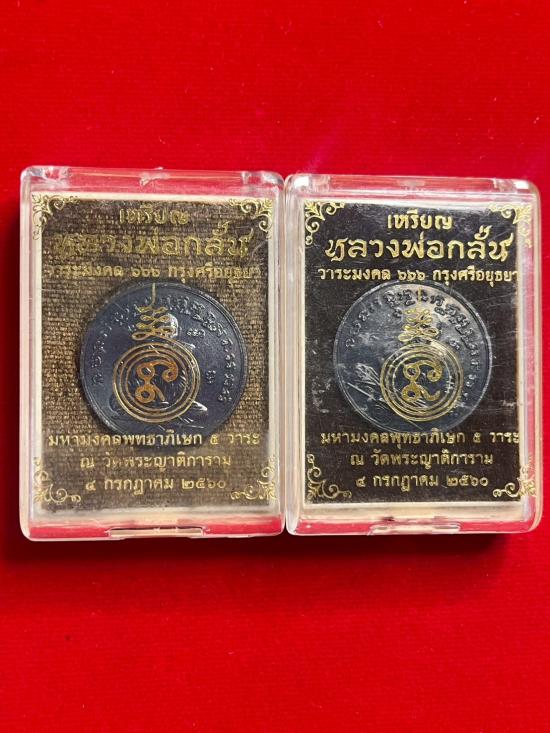 เหรียญ
หลวงพ่อกลั่น
วาระมงคล ๖๖๖ กรุงศรีอยุธยา
มหามงคลพุทธาภิเษก ๕ วาระ
ณ วัดพระญาติการาม
๔ กรกฎาคม ๒๕๖๐
เหรียญ
หลวงพ่อกลั่น
วาระมงคล ๖๖๖ กรุงศรีอยุธยา
มหามงคลพุทธาภิเษก ๕ วาระ
ณ วัดพระญาติการาม
๔ กรกฎาคม ๒๕๖๐